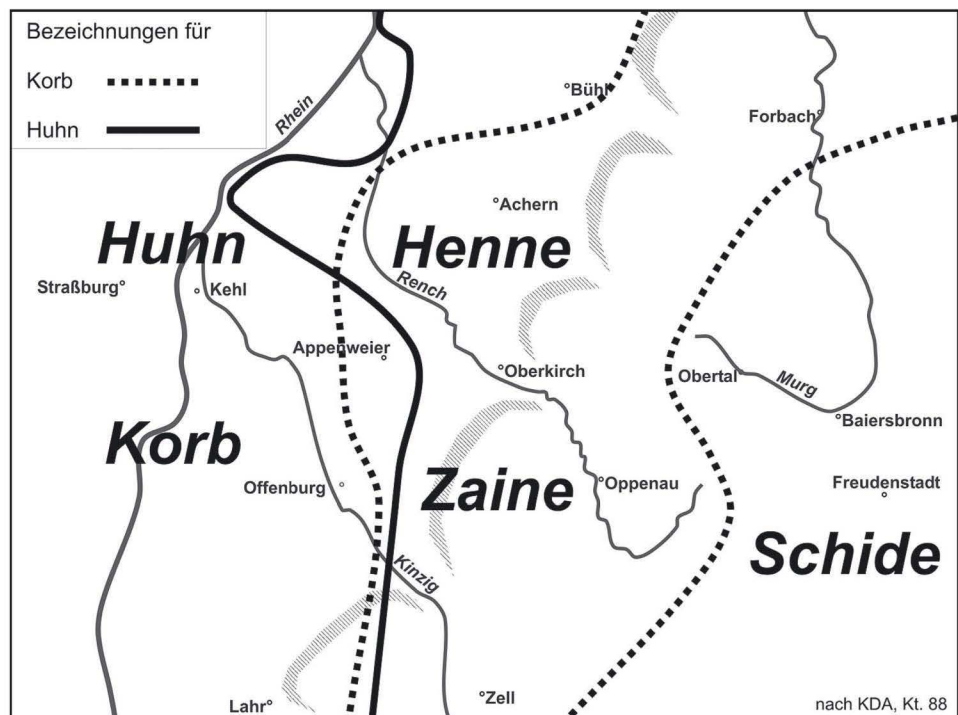 Bezeichnungen für
Korb
Huhn
Rhein
°Bühl
Forbach°
°Achern
Huhn
Henne
Straßburg°
° Kehl
Rench
Appenweier°
°Oberkirch
Obertal°
Murg
°Baiersbronn
Korb
Zaine
Offenburg °
°Oppenau
Freudenstadt°
Schide
Kinzig
Lahr°
°Zell
nach KDA, Kt. 88